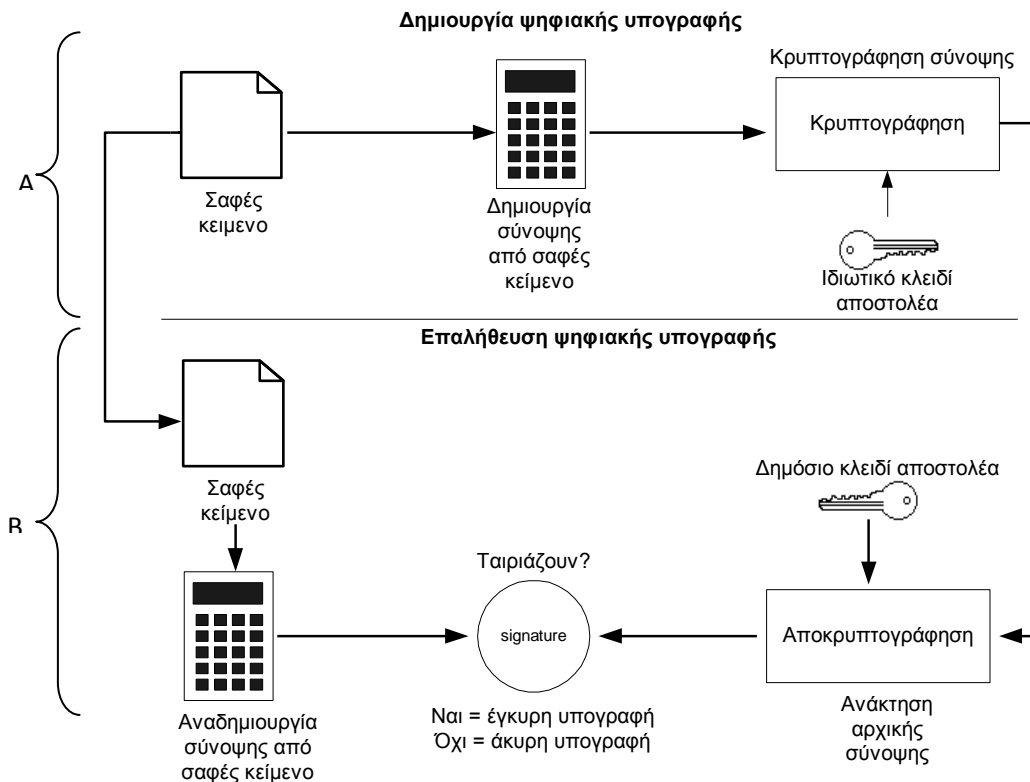 Δημιουργία ψηφιακής υπογραφής
Κρυπτογράφηση σύνοψης
Κρυπτογράφηση
A
Σαφές
κειμενο
Δημιουργία
σύνοψης
από σαφές
κείμενο
Ιδιωτικό κλειδί
αποστολέα
Επαλήθευση ψηφιακής υπογραφής
B
Σαφές
κείμενο
Δημόσιο κλειδί αποστολέα
Ταιριάζουν?
signature
Αποκρυπτογράφηση
Αναδημιουργία
σύνοψης από
σαφές κείμενο
Ναι = έγκυρη υπογραφή
Όχι = άκυρη υπογραφή
Ανάκτηση
αρχικής
σύνοψης